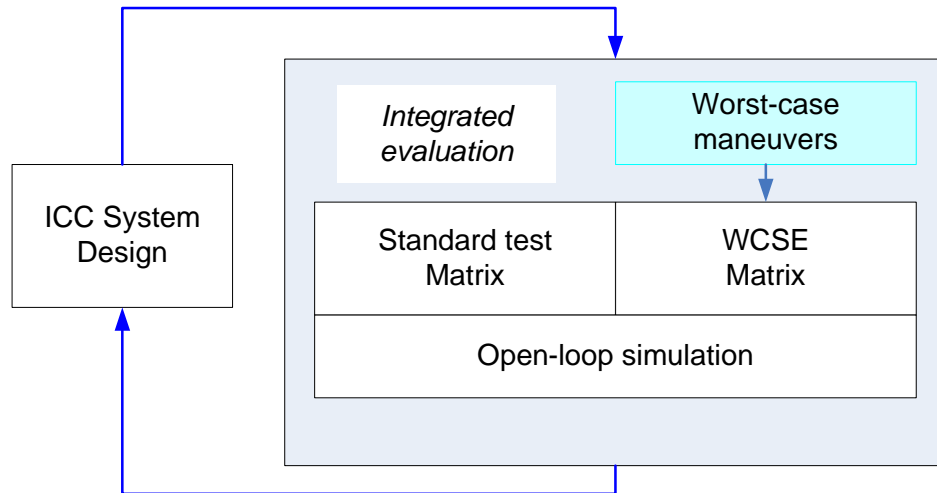 Integrated
evaluation
Worst-case
maneuvers
ICC System
Design
Standard test
Matrix
WCSE
Matrix
Open-loop simulation